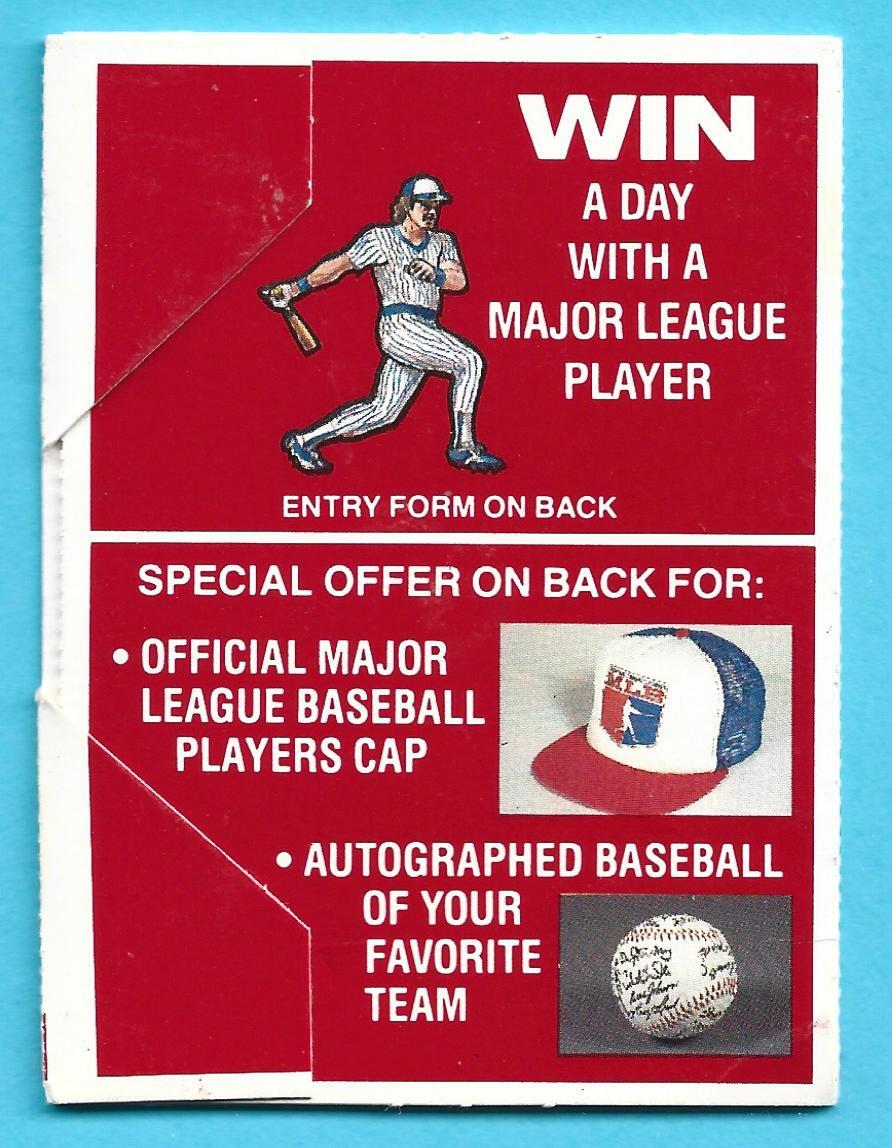 WIN
A DAY
WITH A
MAJOR LEAGUE
PLAYER
ENTRY FORM ON BACK
SPECIAL OFFER ON BACK FOR:
• OFFICIAL MAJOR
LEAGUE BASEBALL
PLAYERS CAP
MLB
• AUTOGRAPHED BASEBALL
OF YOUR
FAVORITE
TEAM